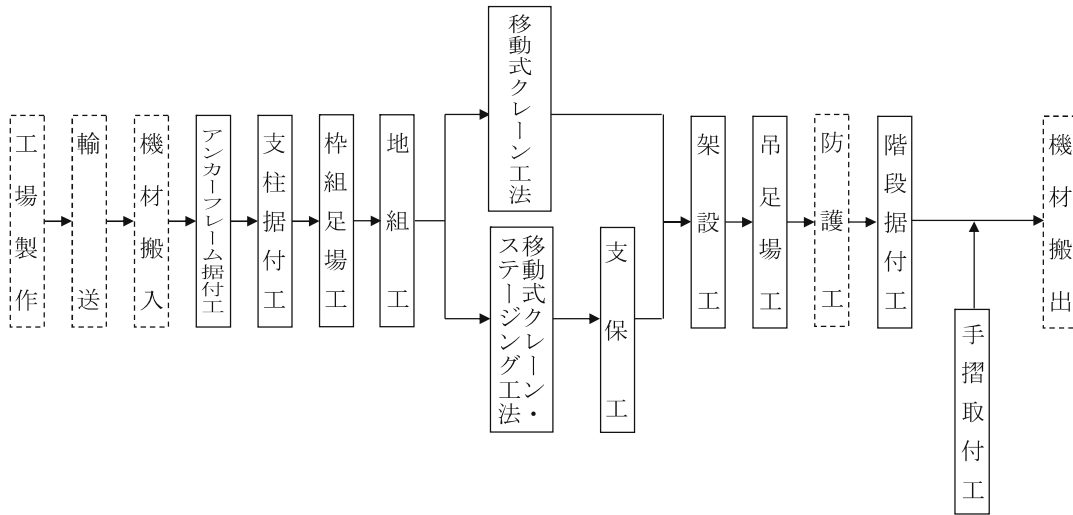 工場製作
輸送
機材搬入
アンカーフレーム据付工
支柱据付工
枠組足場工
地組工
移動式クレーン工法
移動式クレーン・
ステージング工法
支保工
架設工
吊足場工
防護工
階段据付工
手摺取付工
機材搬出